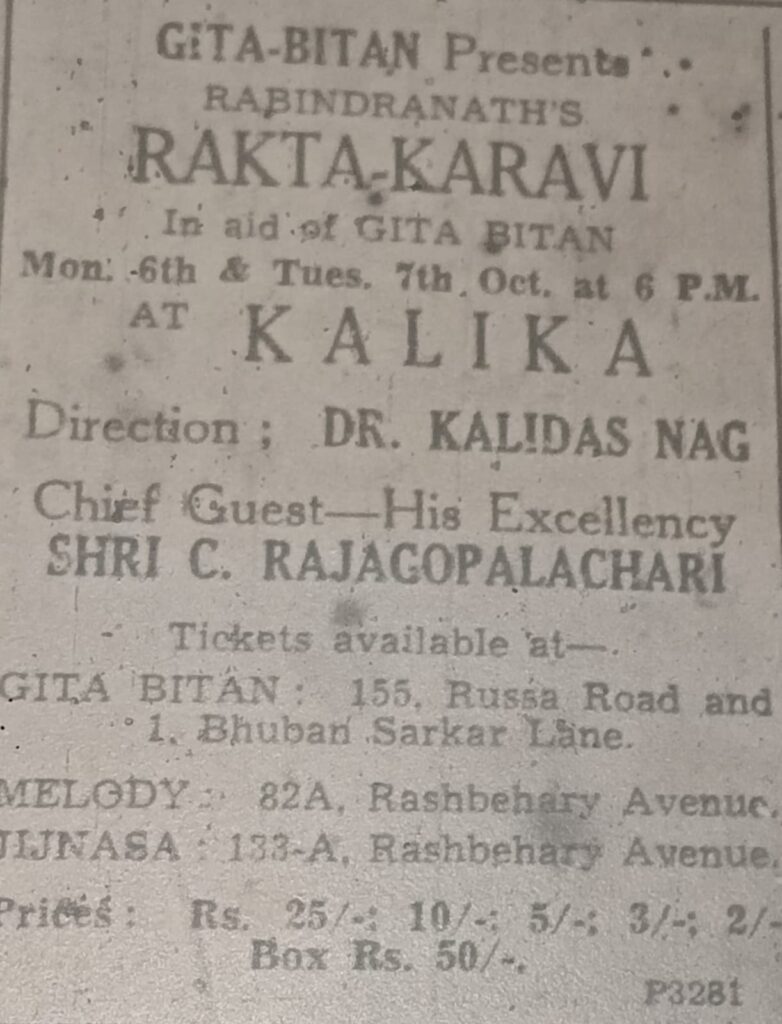 GITA-BITAN Presents
RABINDRANATH'S
RAKTA-KARAVI
In aid of GITA BITAN
Mon. 6th & Tues. 7th Oct. at 6 P.M.
AT KALIKA
Direction ; DR. KALIDAS NAG
Chief Guest—His Excellency
SHRI C. RAJAGOPALACHARI
Tickets available at—.
GITA BITAN : 155, Russa Road and
1, Bhuban Sarkar Lane.
MELODY : 82A, Rashbehary Avenue.
JIJNASA : 133-A, Rashbehary Avenue.
Prices : Rs. 25/-; 10/-; 5/-; 3/-; 2/-
Box Rs. 50/-.
P3281